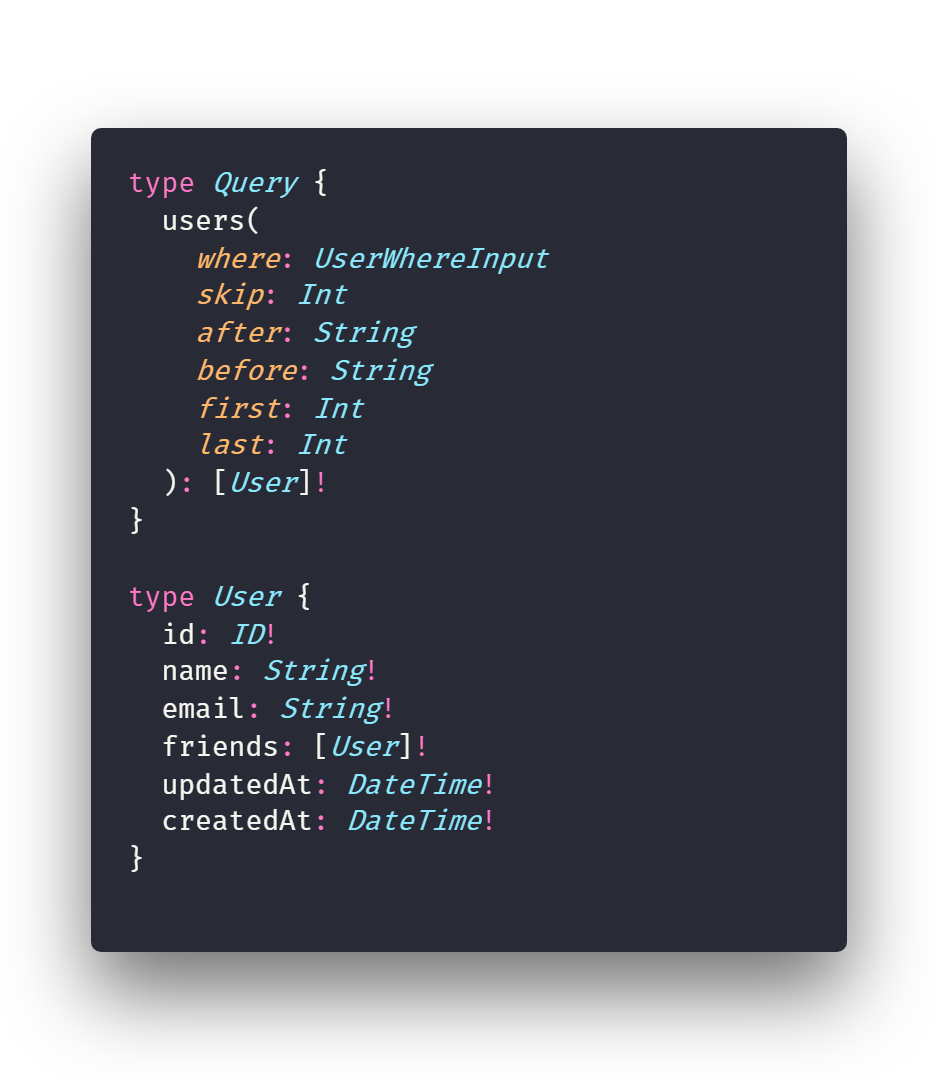 type Query {
  users(
    where: UserWhereInput
    skip: Int
    after: String
    before: String
    first: Int
    last: Int
  ): [User]!
}

type User {
  id: ID!
  name: String!
  email: String!
  friends: [User]!
  updatedAt: DateTime!
  createdAt: DateTime!
}